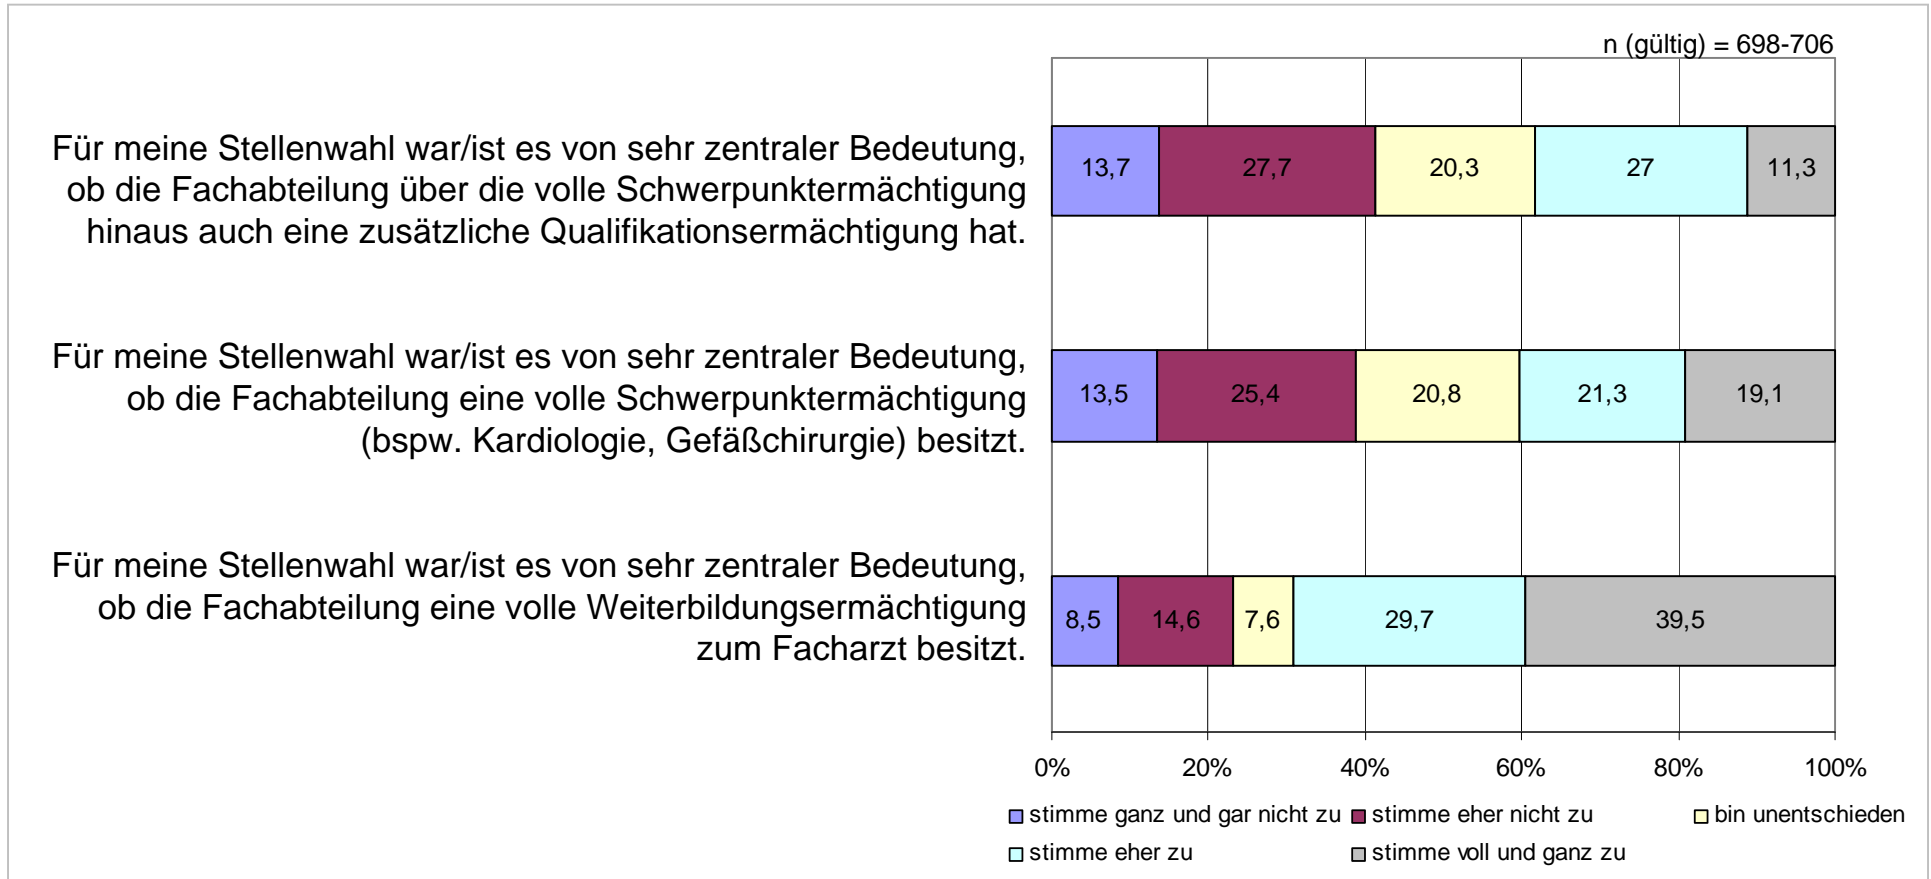 n (gültig) = 698-706
Für meine Stellenwahl war/ist es von sehr zentraler Bedeutung,
ob die Fachabteilung über die volle Schwerpunktermächtigung
hinaus auch eine zusätzliche Qualifikationsermächtigung hat.
13,7 27,7 20,3 27 11,3
Für meine Stellenwahl war/ist es von sehr zentraler Bedeutung,
ob die Fachabteilung eine volle Schwerpunktermächtigung
(bspw. Kardiologie, Gefäßchirurgie) besitzt.
13,5 25,4 20,8 21,3 19,1
Für meine Stellenwahl war/ist es von sehr zentraler Bedeutung,
ob die Fachabteilung eine volle Weiterbildungsermächtigung
zum Facharzt besitzt.
8,5 14,6 7,6 29,7 39,5
0% 20% 40% 60% 80% 100%
stimme ganz und gar nicht zu stimme eher nicht zu bin unentschieden
stimme eher zu stimme voll und ganz zu